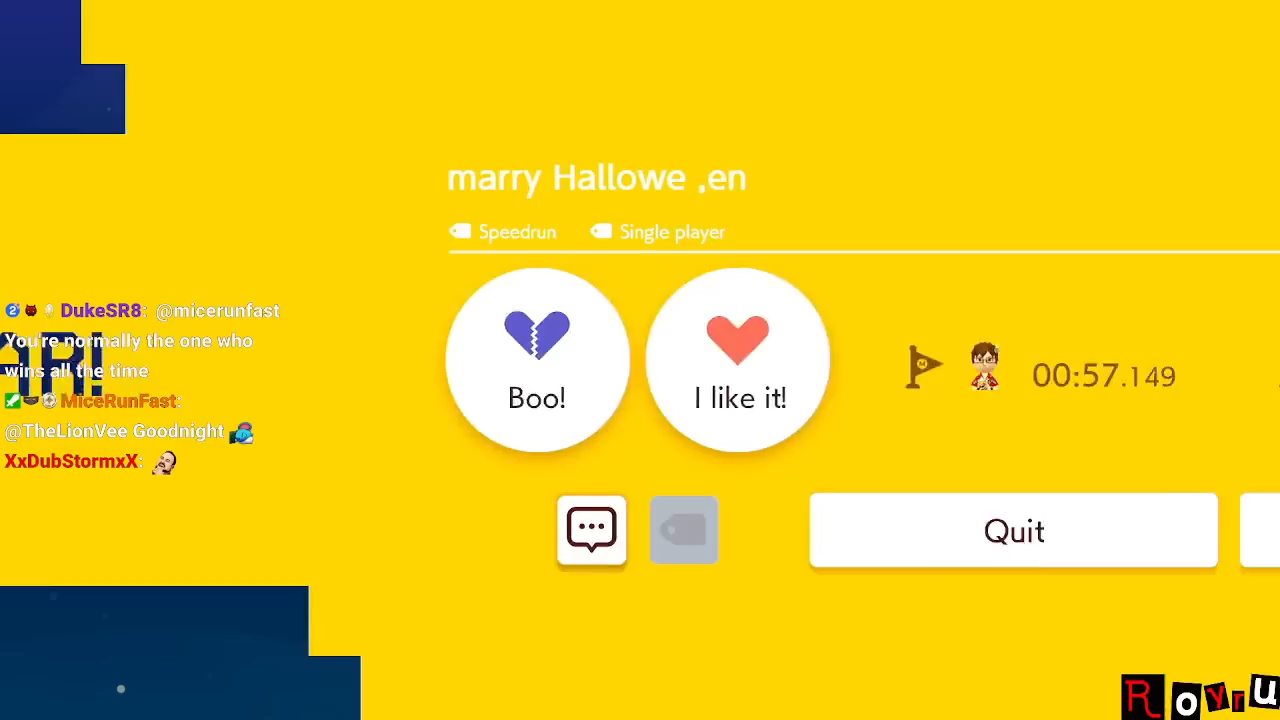 marry Hallowe ,en
Speedrun Single player
DukeSR8: @micerunfast
You're normally the one who
wins all the time
AR!
MiceRunFast:
@TheLionVee Goodnight
XxDubStormxX:
Boo!
I like it!
M
00:57.149
Quit